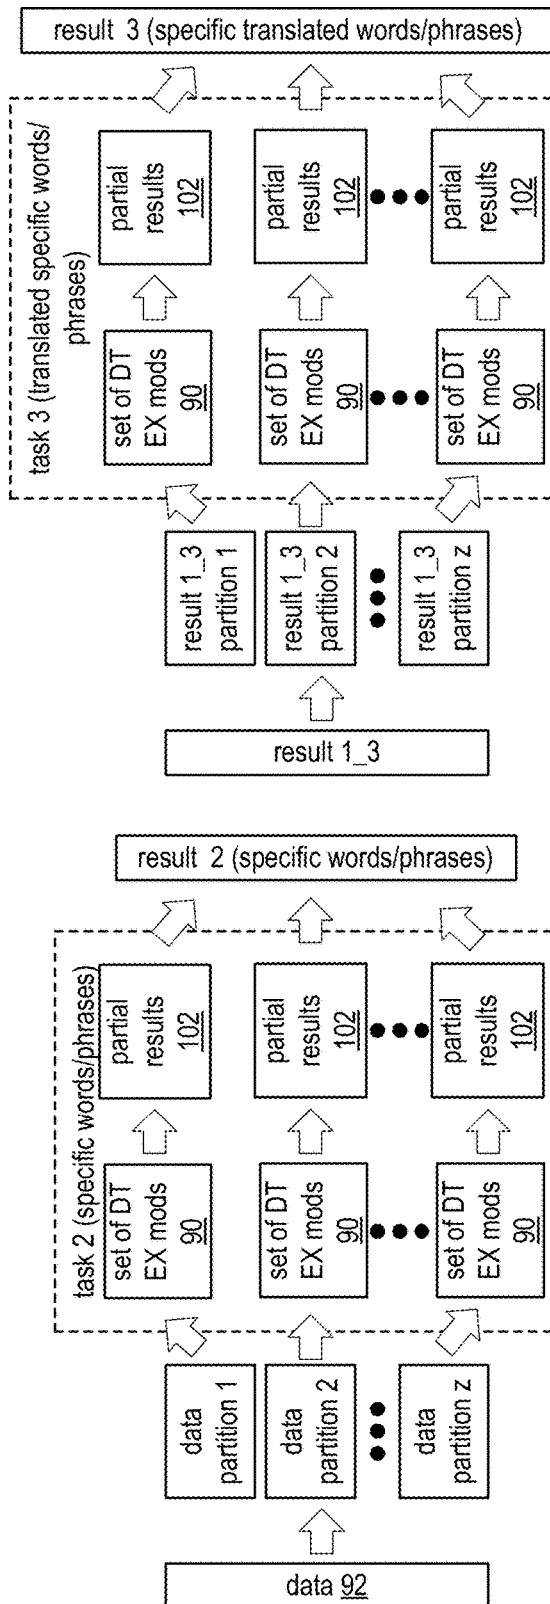 data 92
data
partition 1
data
partition 2
data
partition z
task 2 (specific words/phrases)
set of DT
EX mods
90
set of DT
EX mods
90
set of DT
EX mods
90
partial
results
102
partial
results
102
partial
results
102
result 2 (specific words/phrases)
result 1_3
result 1_3
partition 1
result 1_3
partition 2
result 1_3
partition z
task 3 (translated specific words/
phrases)
set of DT
EX mods
90
set of DT
EX mods
90
set of DT
EX mods
90
partial
results
102
partial
results
102
partial
results
102
result 3 (specific translated words/phrases)